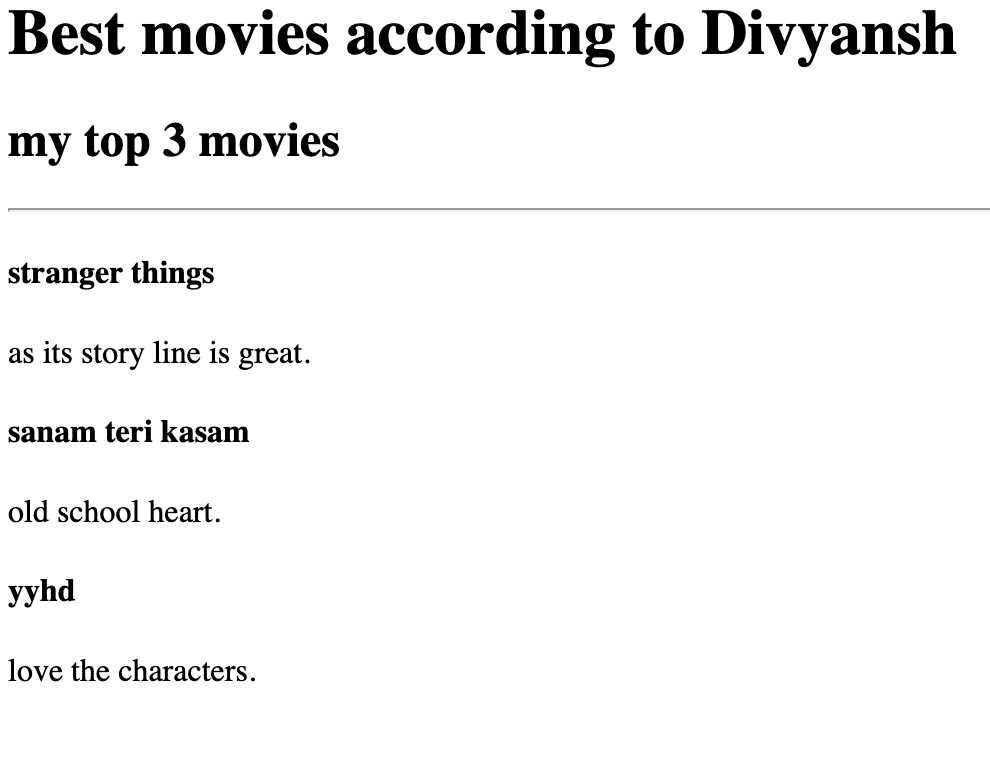 Best movies according to Divyansh
my top 3 movies
stranger things
as its story line is great.
sanam teri kasam
old school heart.
yyhd
love the characters.